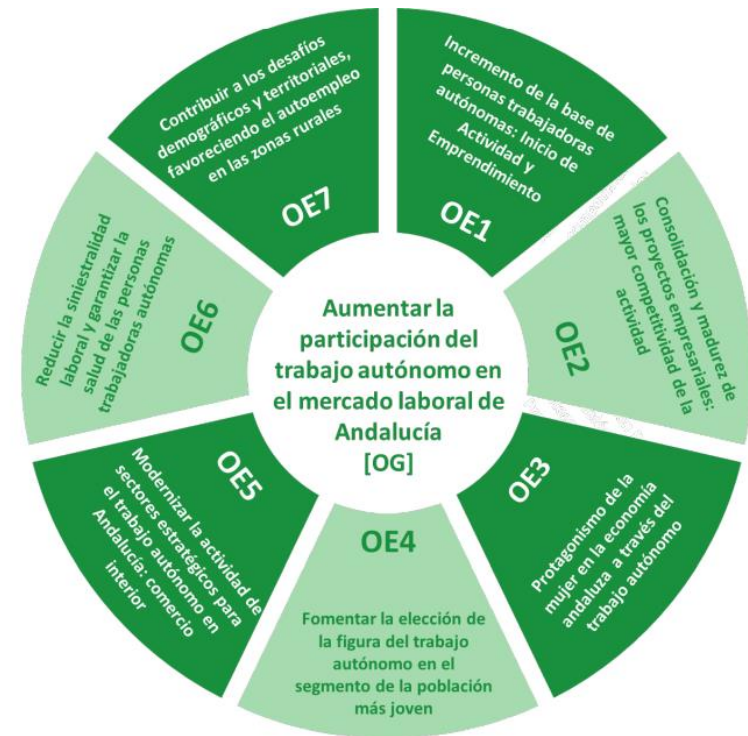 Aumentar la
participación del
trabajo autónomo en
el mercado laboral de
Andalucía
[OG]
Incremento de la base de
personas trabajadoras
autónomas: Inicio de
Actividad y
Emprendimiento
OE1
Consolidación y madurez de
los proyectos empresariales:
mayor competitividad de la
actividad
OE2
OE3
Protagonismo de la
mujer en la economía
andaluza a través del
trabajo autónomo
OE4
Fomentar la elección de
la figura del trabajo
autónomo en el
segmento de la población
más joven
OE5
Modernizar la actividad de
sectores estratégicos para
el trabajo autónomo en
Andalucía: comercio
interior
Reducir la siniestralidad
laboral y garantizar la
salud de las personas
trabajadoras autónomas
OE6
Contribuir a los desafíos
demográficos y territoriales,
favoreciendo el autoempleo
en las zonas rurales
OE7